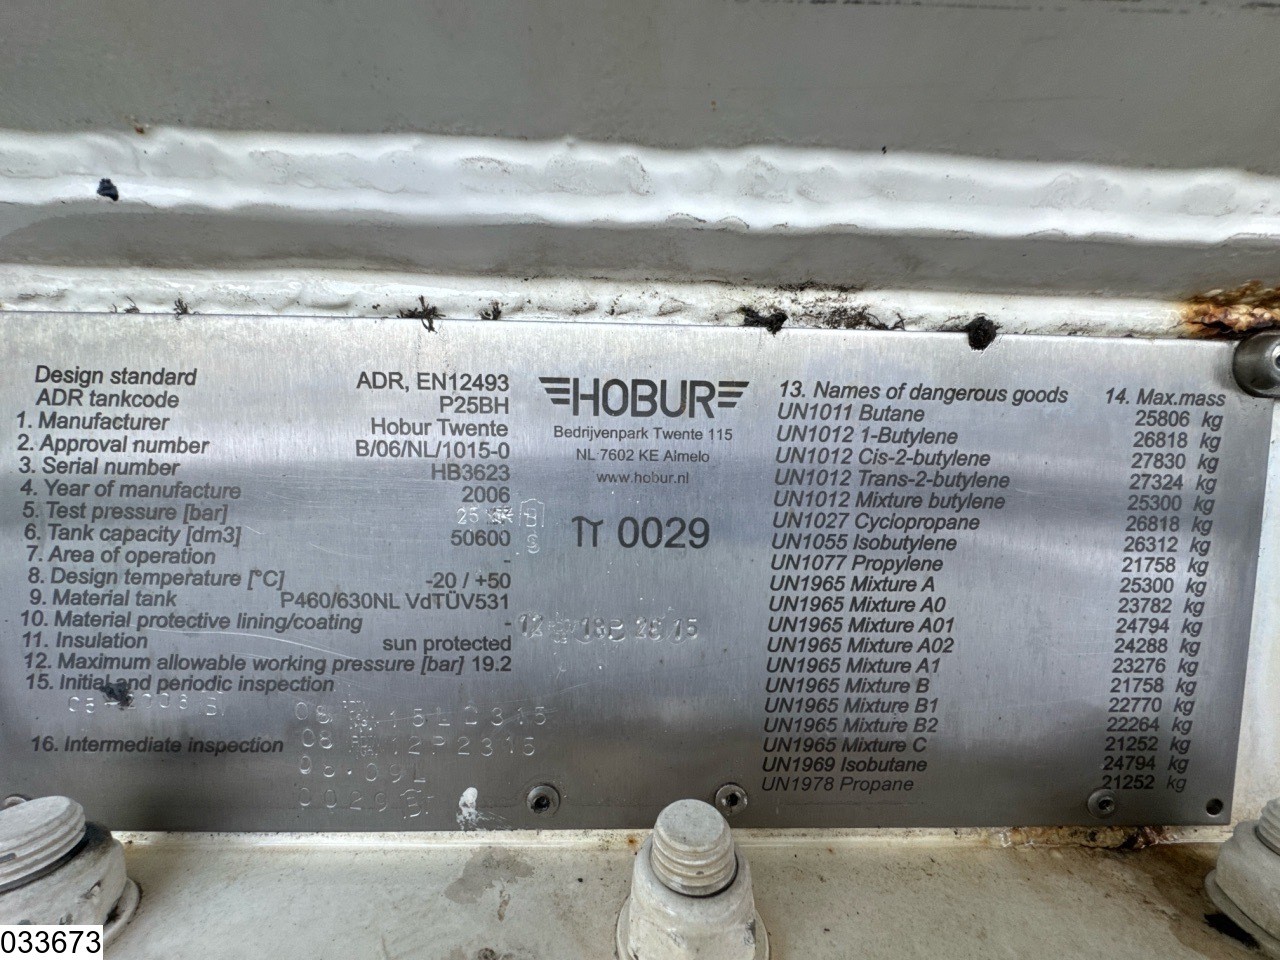 Design standard ADR, EN12493
ADR tankcode P25BH
1. Manufacturer Hobur Twente
2. Approval number B/06/NL/1015-0
3. Serial number HB3623
4. Year of manufacture 2006
5. Test pressure [bar] 25
6. Tank capacity [dm3] 50600
7. Area of operation -
8. Design temperature [°C] -20 / +50
9. Material tank P460/630NL VdTÜV531
10. Material protective lining/coating -
11. Insulation sun protected
12. Maximum allowable working pressure [bar] 19.2
15. Initial and periodic inspection
16. Intermediate inspection
HOBUR
Bedrijvenpark Twente 115
NL 7602 KE Almelo
www.hobur.nl
π 0029
13. Names of dangerous goods 14. Max.mass
UN1011 Butane 25806 kg
UN1012 1-Butylene 26818 kg
UN1012 Cis-2-butylene 27830 kg
UN1012 Trans-2-butylene 27324 kg
UN1012 Mixture butylene 25300 kg
UN1027 Cyclopropane 26818 kg
UN1055 Isobutylene 26312 kg
UN1077 Propylene 21758 kg
UN1965 Mixture A 25300 kg
UN1965 Mixture A0 23782 kg
UN1965 Mixture A01 24794 kg
UN1965 Mixture A02 24288 kg
UN1965 Mixture A1 23276 kg
UN1965 Mixture B 21758 kg
UN1965 Mixture B1 22770 kg
UN1965 Mixture B2 22264 kg
UN1965 Mixture C 21252 kg
UN1969 Isobutane 24794 kg
UN1978 Propane 21252 kg
033673